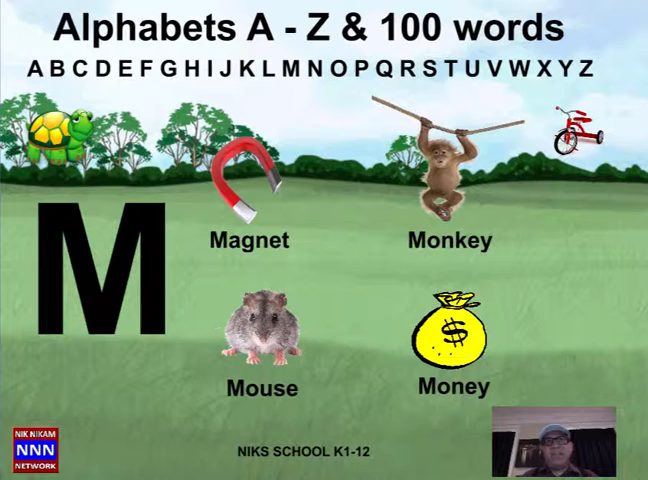 Alphabets A - Z & 100 words
A B C D E F G H I J K L M N O P Q R S T U V W X Y Z
M
Magnet
Monkey
$
Mouse
Money
NIK NIKAM
NNN
NETWORK
NIKS SCHOOL K1-12